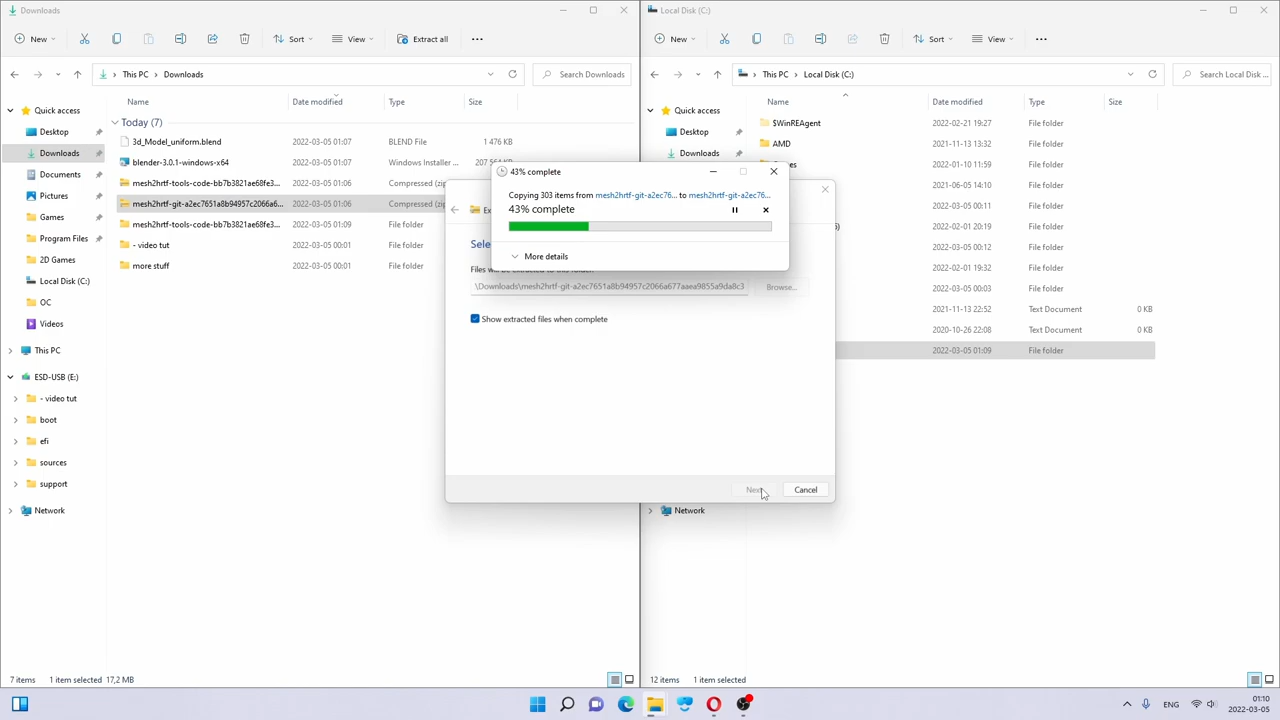 Downloads
New
Sort
View
Extract all
This PC
Downloads
Search Downloads
Quick access
Desktop
Downloads
Documents
Pictures
Games
Program Files
2D Games
Local Disk (C:)
OC
Videos
This PC
ESD-USB (E:)
- video tut
boot
efi
sources
support
Network
Name
Date modified
Type
Size
Today (7)
3d_Model_uniform.blend
2022-03-05 01:07
BLEND File
1 476 KB
blender-3.0.1-windows-x64
2022-03-05 01:07
Windows Installer ...
mesh2hrtf-tools-code-bb7b3821ae68fe3...
2022-03-05 01:06
Compressed (zip
mesh2hrtf-git-a2ec7651a8b94957c2066a6...
2022-03-05 01:06
Compressed (zip
mesh2hrtf-tools-code-bb7b3821ae68fe3...
2022-03-05 01:09
File folder
- video tut
2022-03-05 00:01
File folder
more stuff
2022-03-05 00:01
File folder
7 items
1 item selected
17,2 MB
43% complete
Copying 303 items from mesh2hrtf-git-a2ec76... to mesh2hrtf-git-a2ec76...
43% complete
More details
\Downloads\mesh2hrtf-git-a2ec7651a8b94957c2066a677aaea9855a9da8c3
Browse...
Show extracted files when complete
Cancel
Local Disk (C:)
New
Sort
View
This PC
Local Disk (C:)
Search Local Disk ...
Quick access
Desktop
Downloads
Network
Name
Date modified
Type
Size
$WinREAgent
2022-02-21 19:27
File folder
AMD
2021-11-13 13:32
File folder
2022-01-10 11:59
File folder
2021-06-05 14:10
File folder
2022-03-05 00:11
File folder
2022-02-01 20:19
File folder
2022-03-05 00:12
File folder
2022-02-01 19:32
File folder
2022-03-05 00:03
File folder
2021-11-13 22:52
Text Document
0 KB
2020-10-26 22:08
Text Document
0 KB
2022-03-05 01:09
File folder
12 items
1 item selected
ENG
01:10
2022-03-05